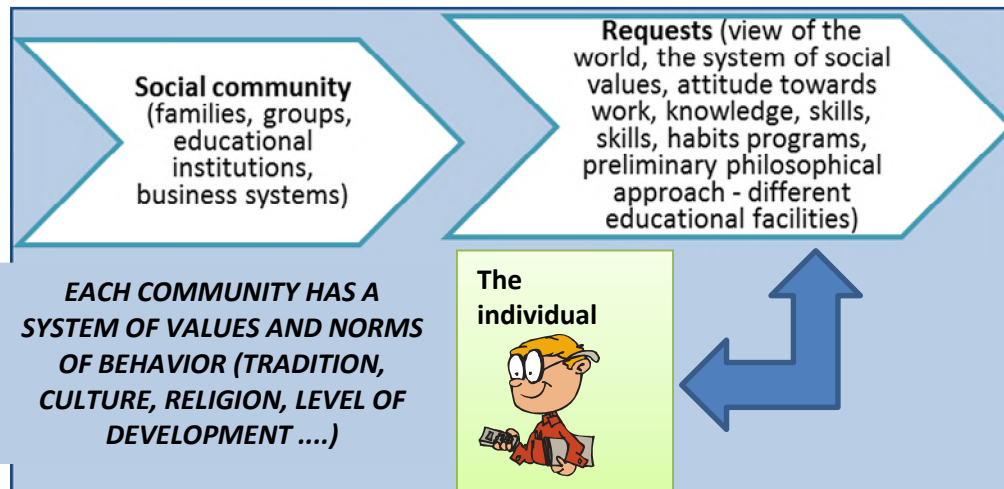 Social community
(families, groups,
educational
institutions,
business systems)
Requests (view of the
world, the system of social
values, attitude towards
work, knowledge, skills,
skills, habits programs,
preliminary philosophical
approach - different
educational facilities)
EACH COMMUNITY HAS A
SYSTEM OF VALUES AND NORMS
OF BEHAVIOR (TRADITION,
CULTURE, RELIGION, LEVEL OF
DEVELOPMENT ....)
The
individual